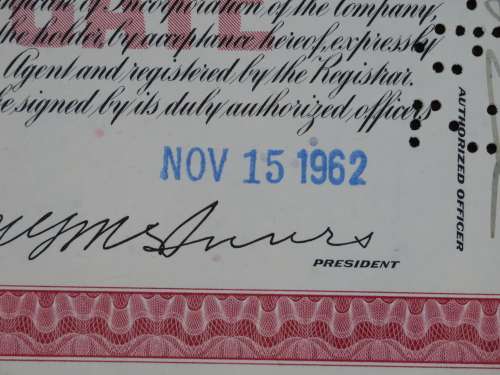 Certificate of Incorporation of the Company,
the holder by acceptance hereof, expressly
Agent and registered by the Registrar.
be signed by its duly authorized officers
NOV 15 1962
PRESIDENT
AUTHORIZED OFFICER